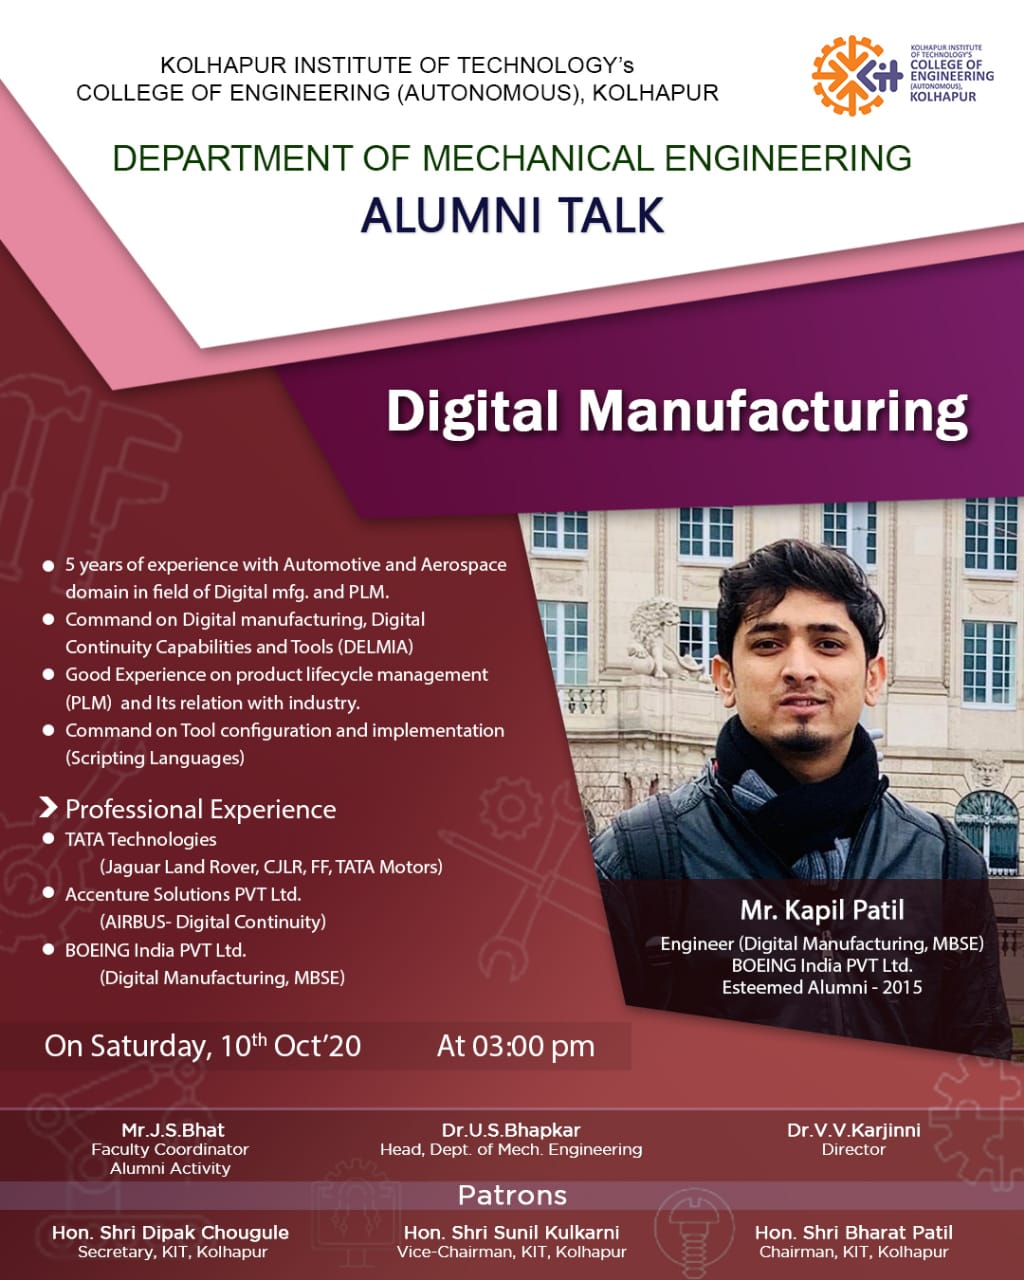 KOLHAPUR INSTITUTE OF TECHNOLOGY's
COLLEGE OF ENGINEERING (AUTONOMOUS), KOLHAPUR
Kit
KOLHAPUR INSTITUTE
OF TECHNOLOGY'S
COLLEGE OF
ENGINEERING
(AUTONOMOUS),
KOLHAPUR
DEPARTMENT OF MECHANICAL ENGINEERING
ALUMNI TALK
Digital Manufacturing
5 years of experience with Automotive and Aerospace
domain in field of Digital mfg. and PLM.
Command on Digital manufacturing, Digital
Continuity Capabilities and Tools (DELMIA)
Good Experience on product lifecycle management
(PLM) and Its relation with industry.
Command on Tool configuration and implementation
(Scripting Languages)
Professional Experience
TATA Technologies
(Jaguar Land Rover, CJLR, FF, TATA Motors)
Accenture Solutions PVT Ltd.
(AIRBUS- Digital Continuity)
BOEING India PVT Ltd.
(Digital Manufacturing, MBSE)
Mr. Kapil Patil
Engineer (Digital Manufacturing, MBSE)
BOEING India PVT Ltd.
Esteemed Alumni - 2015
On Saturday, 10th Oct'20 At 03:00 pm
Mr.J.S.Bhat
Faculty Coordinator
Alumni Activity
Dr.U.S.Bhapkar
Head, Dept. of Mech. Engineering
Dr.V.V.Karjinni
Director
Patrons
Hon. Shri Dipak Chougule
Secretary, KIT, Kolhapur
Hon. Shri Sunil Kulkarni
Vice-Chairman, KIT, Kolhapur
Hon. Shri Bharat Patil
Chairman, KIT, Kolhapur